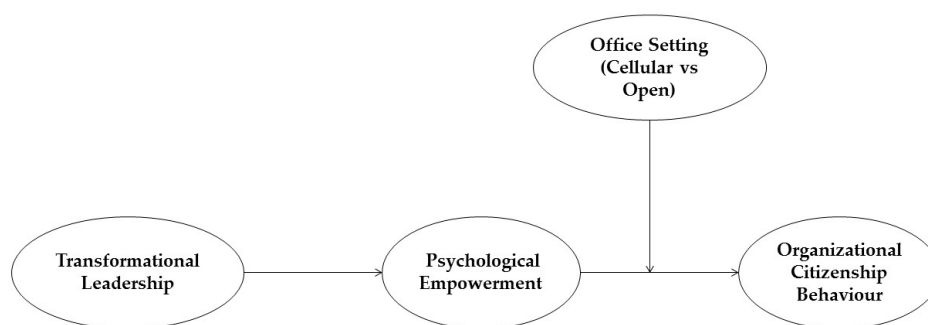 Office Setting
(Cellular vs
Open)
Transformational
Leadership
Psychological
Empowerment
Organizational
Citizenship
Behaviour